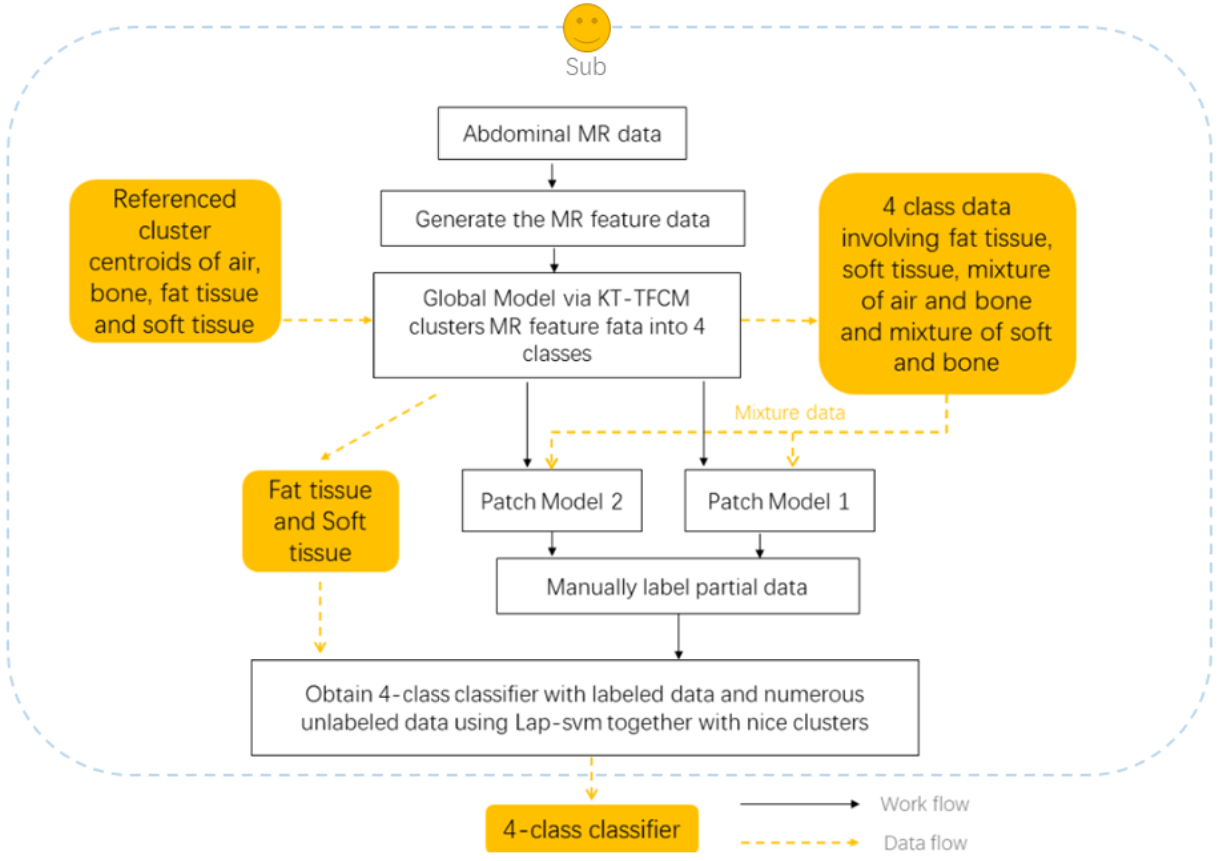 Sub
Abdominal MR data
Generate the MR feature data
Referenced
cluster
centroids of air,
bone, fat tissue
and soft tissue
Global Model via KT-TFCM
clusters MR feature fata into 4
classes
4 class data
involving fat tissue,
soft tissue, mixture
of air and bone
and mixture of soft
and bone
Mixture data
Fat tissue
and Soft
tissue
Patch Model 2
Patch Model 1
Manually label partial data
Obtain 4-class classifier with labeled data and numerous
unlabeled data using Lap-svm together with nice clusters
4-class classifier
Work flow
Data flow